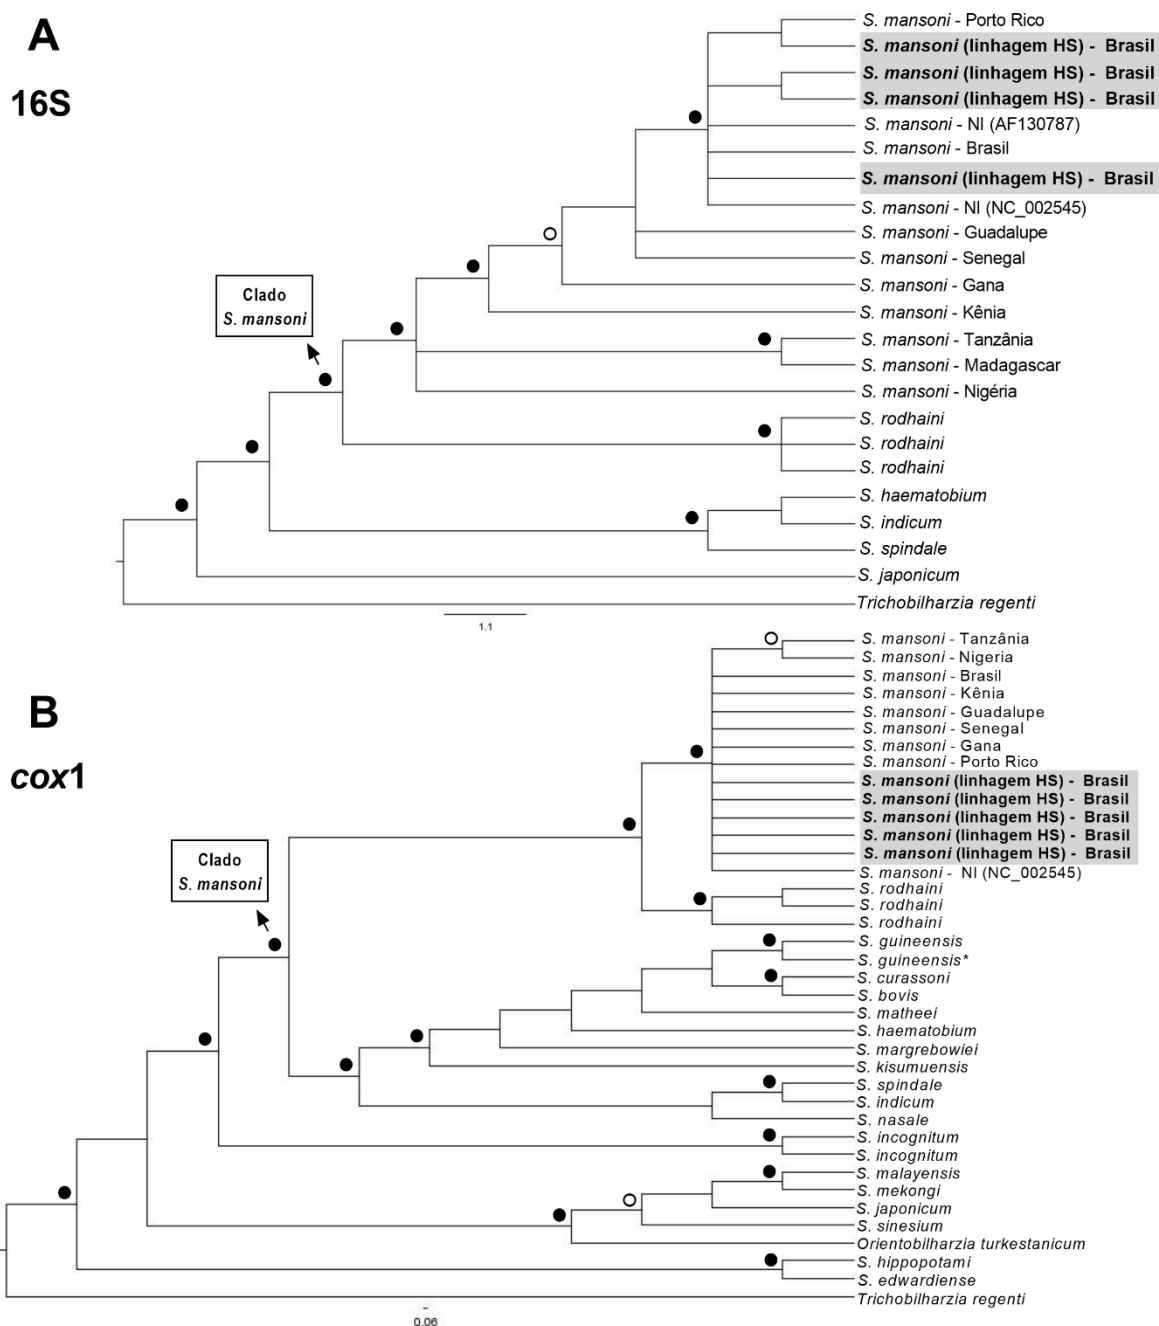 A
16S
Clado
S. mansoni
S. mansoni - Porto Rico
S. mansoni (linhagem HS) - Brasil
S. mansoni (linhagem HS) - Brasil
S. mansoni (linhagem HS) - Brasil
S. mansoni - NI (AF130787)
S. mansoni - Brasil
S. mansoni (linhagem HS) - Brasil
S. mansoni - NI (NC_002545)
S. mansoni - Guadalupe
S. mansoni - Senegal
S. mansoni - Gana
S. mansoni - Kênia
S. mansoni - Tanzânia
S. mansoni - Madagascar
S. mansoni - Nigéria
S. rodhaini
S. rodhaini
S. rodhaini
S. haematobium
S. indicum
S. spindale
S. japonicum
Trichobilharzia regenti
1.1
B
cox1
Clado
S. mansoni
S. mansoni - Tanzânia
S. mansoni - Nigeria
S. mansoni - Brasil
S. mansoni - Kênia
S. mansoni - Guadalupe
S. mansoni - Senegal
S. mansoni - Gana
S. mansoni - Porto Rico
S. mansoni (linhagem HS) - Brasil
S. mansoni (linhagem HS) - Brasil
S. mansoni (linhagem HS) - Brasil
S. mansoni (linhagem HS) - Brasil
S. mansoni (linhagem HS) - Brasil
S. mansoni - NI (NC_002545)
S. rodhaini
S. rodhaini
S. rodhaini
S. guineensis
S. guineensis*
S. curassoni
S. bovis
S. matheei
S. haematobium
S. margrebowiei
S. kisumuensis
S. spindale
S. indicum
S. nasale
S. incognitum
S. incognitum
S. malayensis
S. mekongi
S. japonicum
S. sinesium
Orientobilharzia turkestanicum
S. hippopotami
S. edwardiense
Trichobilharzia regenti
0.06